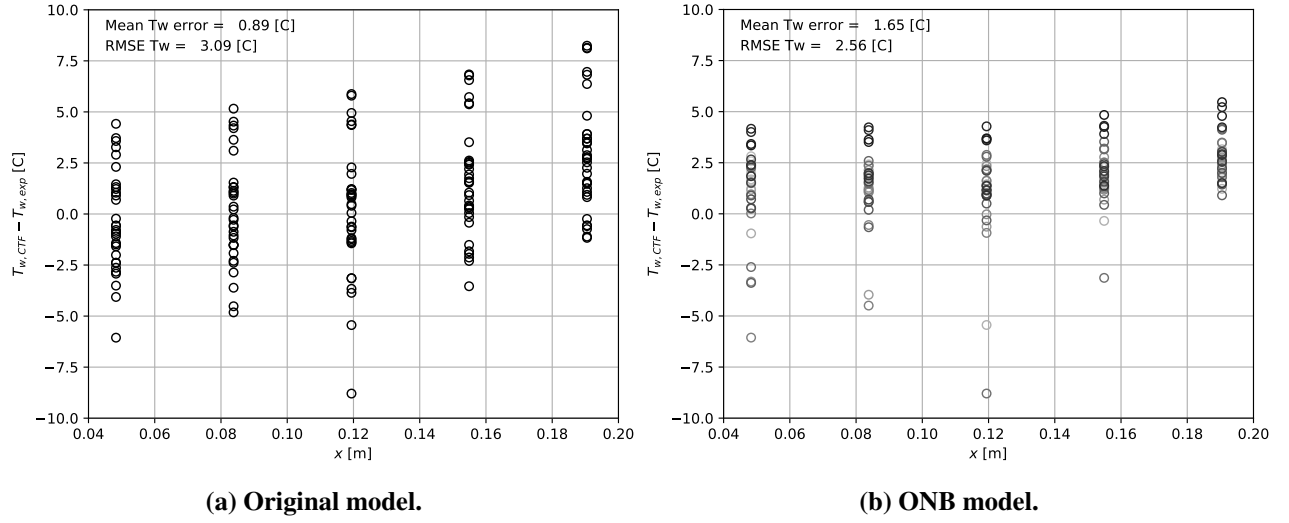 Mean Tw error = 0.89 [C]
RMSE Tw = 3.09 [C]
10.0
7.5
5.0
2.5
0.0
−2.5
−5.0
−7.5
−10.0
T_{w,CTF} − T_{w,exp} [C]
0.04 0.06 0.08 0.10 0.12 0.14 0.16 0.18 0.20
x [m]
(a) Original model.
Mean Tw error = 1.65 [C]
RMSE Tw = 2.56 [C]
10.0
7.5
5.0
2.5
0.0
−2.5
−5.0
−7.5
−10.0
T_{w,CTF} − T_{w,exp} [C]
0.04 0.06 0.08 0.10 0.12 0.14 0.16 0.18 0.20
x [m]
(b) ONB model.